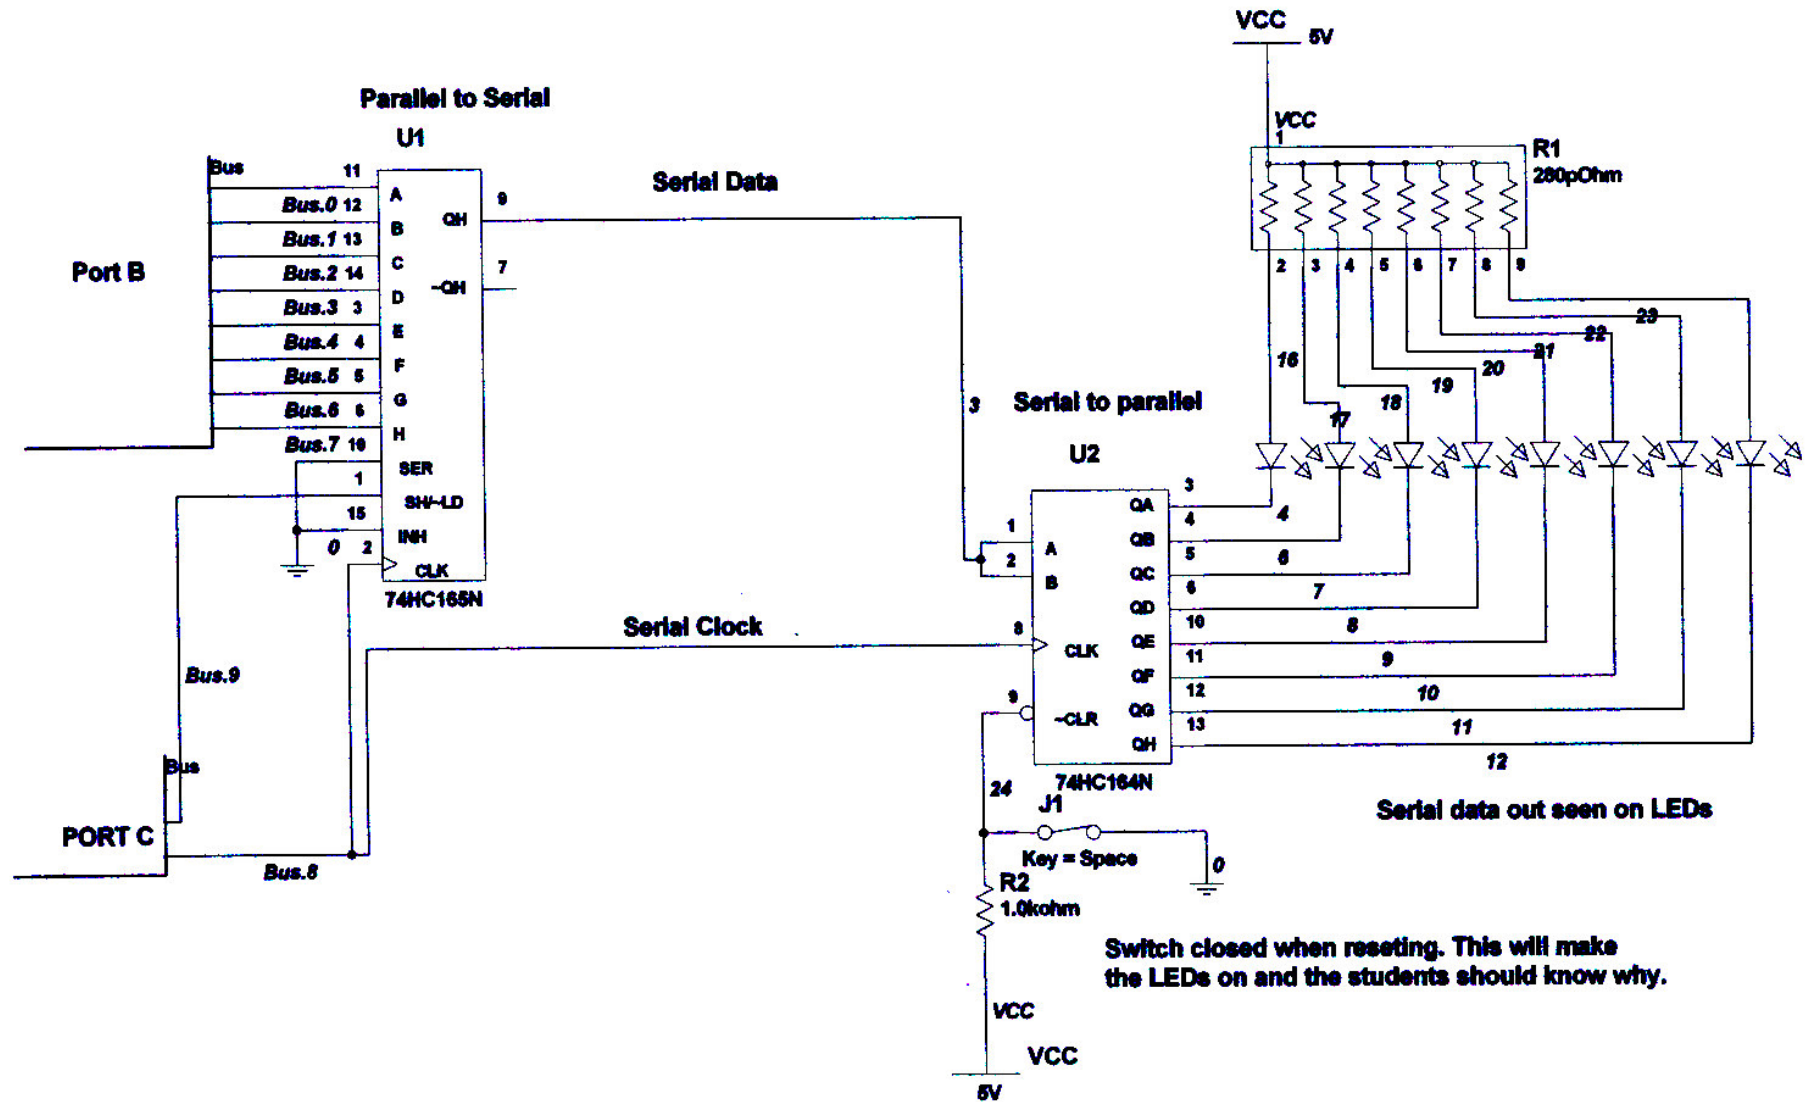 VCC
5V
Parallel to Serial
U1
VCC
1
R1
280pOhm
Bus
11
A
Bus.0 12
B
Bus.1 13
C
Bus.2 14
D
Bus.3 3
E
Bus.4 4
F
Bus.5 5
G
Bus.6 6
H
Bus.7 10
SER
1
SH/~LD
15
INH
0 2
CLK
74HC165N
QH
9
~QH
7
Port B
Serial Data
3
2 3 4 5 6 7 8 9
16
17
18
19
20
21
22
23
Serial to parallel
U2
1
A
2
B
8
CLK
9
~CLR
QA
3
4
QB
4
6
QC
5
7
QD
6
8
QE
10
9
QF
11
10
QG
12
11
QH
13
12
74HC164N
Serial Clock
Bus.9
Bus
PORT C
Bus.8
24
J1
Key = Space
0
R2
1.0kohm
VCC
VCC
5V
Serial data out seen on LEDs
Switch closed when reseting. This will make
the LEDs on and the students should know why.